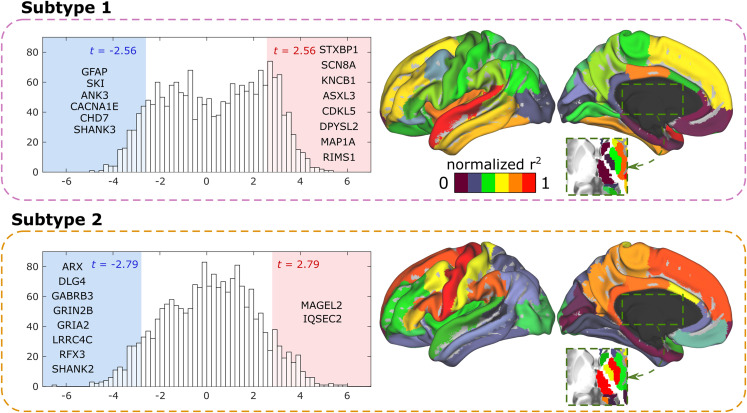 Subtype 1
t = -2.56
t = 2.56
GFAP
SKI
ANK3
CACNA1E
CHD7
SHANK3
STXBP1
SCN8A
KNCB1
ASXL3
CDKL5
DPYSL2
MAP1A
RIMS1
80
60
40
20
0
-6 -4 -2 0 2 4 6
normalized r2
0 1
Subtype 2
t = -2.79
t = 2.79
ARX
DLG4
GABRB3
GRIN2B
GRIA2
LRRC4C
RFX3
SHANK2
MAGEL2
IQSEC2
80
60
40
20
0
-6 -4 -2 0 2 4 6